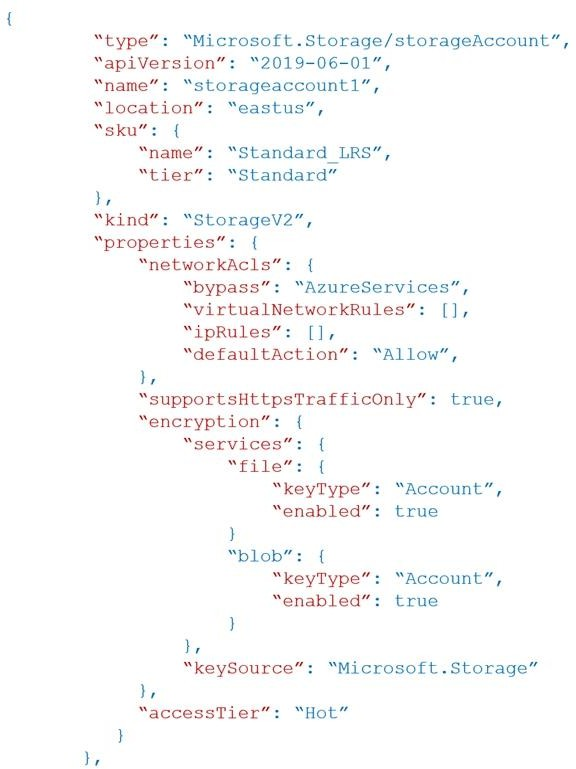 {
“type”: “Microsoft.Storage/storageAccount”,
“apiVersion”: “2019-06-01”,
“name”: “storageaccount1”,
“location”: “eastus”,
“sku”: {
“name”: “Standard_LRS”,
“tier”: “Standard”
},
“kind”: “StorageV2”,
“properties”: {
“networkAcls”: {
“bypass”: “AzureServices”,
“virtualNetworkRules”: [],
“ipRules”: [],
“defaultAction”: “Allow”,
},
“supportsHttpsTrafficOnly”: true,
“encryption”: {
“services”: {
“file”: {
“keyType”: “Account”,
“enabled”: true
}
“blob”: {
“keyType”: “Account”,
“enabled”: true
}
},
“keySource”: “Microsoft.Storage”
},
“accessTier”: “Hot”
}
},